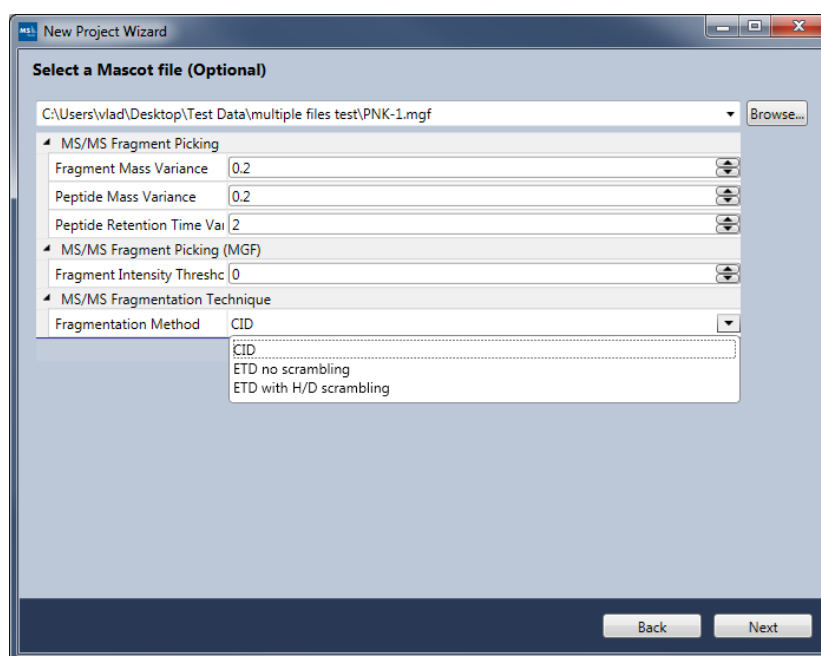 MS
New Project Wizard
Select a Mascot file (Optional)
C:\Users\vlad\Desktop\Test Data\multiple files test\PNK-1.mgf
Browse...
MS/MS Fragment Picking
Fragment Mass Variance 0.2
Peptide Mass Variance 0.2
Peptide Retention Time Var 2
MS/MS Fragment Picking (MGF)
Fragment Intensity Thresho 0
MS/MS Fragmentation Technique
Fragmentation Method CID
CID
ETD no scrambling
ETD with H/D scrambling
Back Next